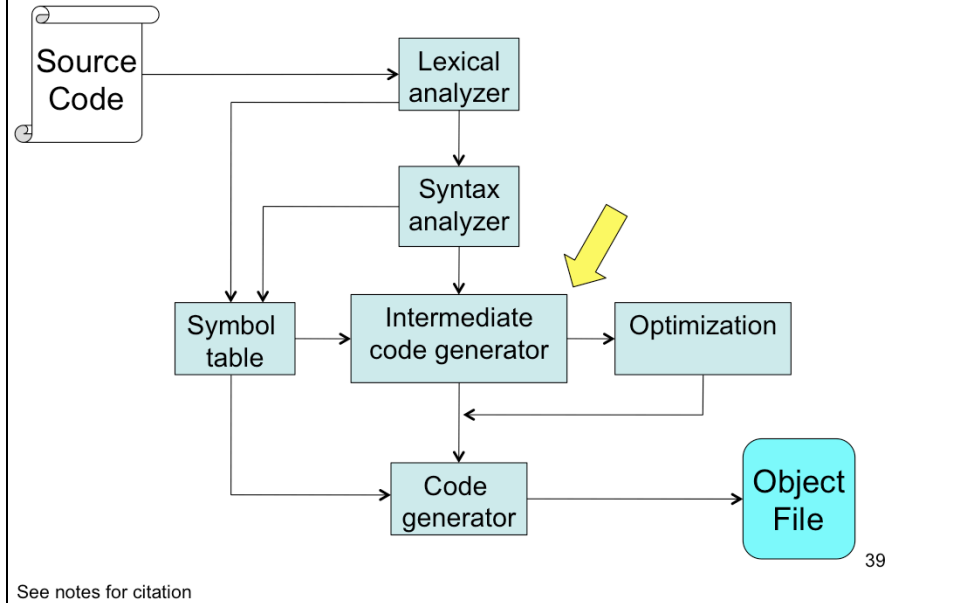 Source
Code
Lexical
analyzer
Syntax
analyzer
Symbol
table
Intermediate
code generator
Optimization
Code
generator
Object
File
39
See notes for citation